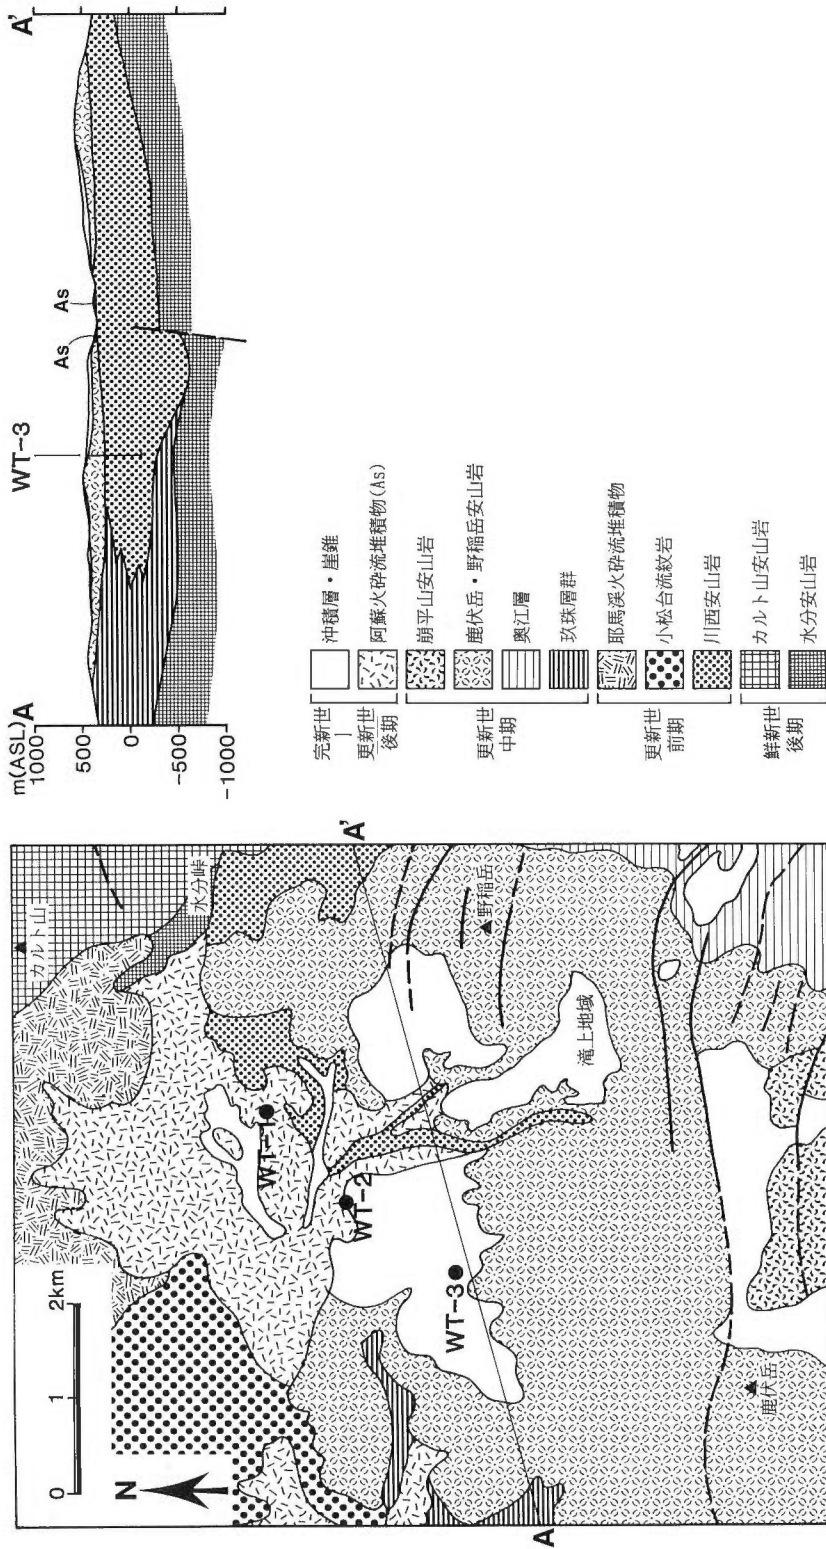 0 1 2km
N
カルト山
水分峠
WT-1
WT-2
WT-3
A
A'
野稲岳
滝上地域
鹿伏岳
m(ASL)
A
A'
WT-3
As
As
1000
500
0
-500
-1000
完新世
|
更新世
後期
沖積層・崖錐
阿蘇火砕流堆積物(As)
更新世
中期
崩平山安山岩
鹿伏岳・野稲岳安山岩
奥江層
玖珠層群
更新世
前期
耶馬渓火砕流堆積物
小松台流紋岩
川西安山岩
鮮新世
後期
カルト山安山岩
水分安山岩